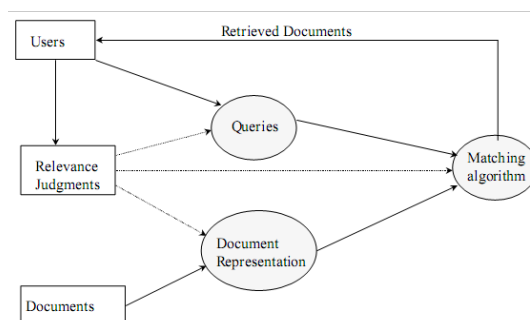 Retrieved Documents
Users
Queries
Relevance
Judgments
Matching
algorithm
Document
Representation
Documents